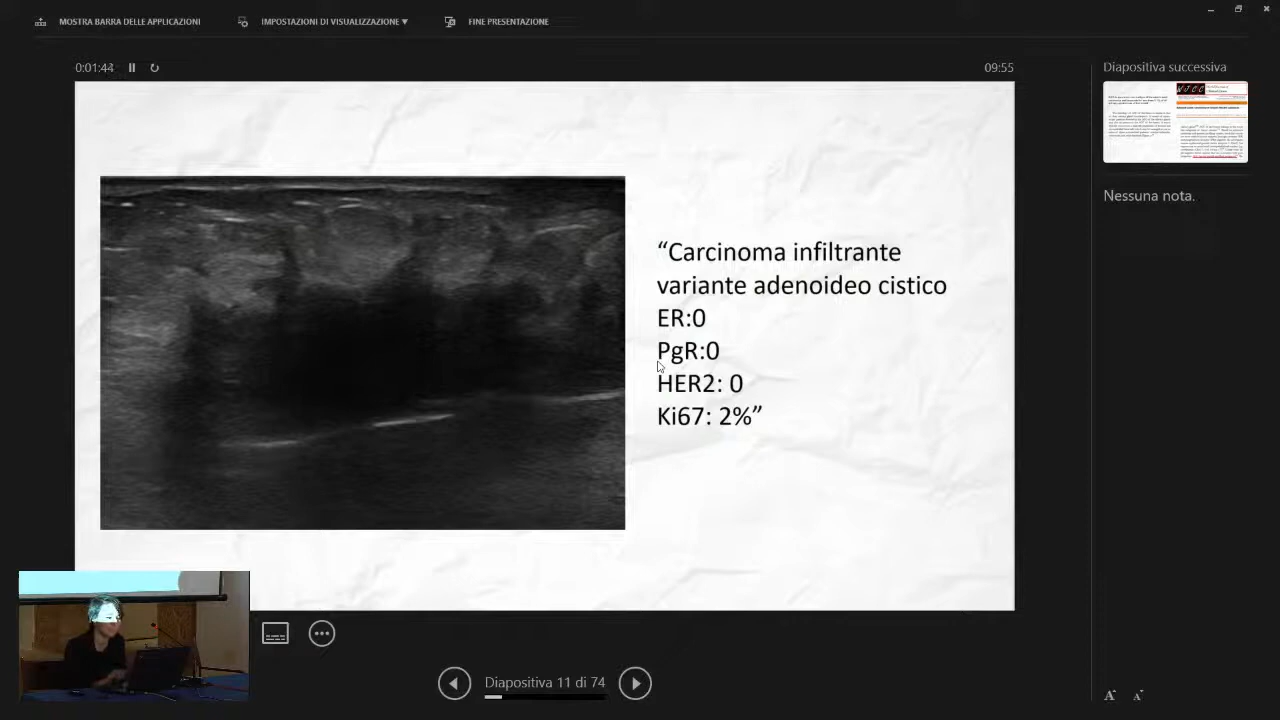 MOSTRA BARRA DELLE APPLICAZIONI
IMPOSTAZIONI DI VISUALIZZAZIONE ▼
FINE PRESENTAZIONE
0:01:44
09:55
Diapositiva successiva
WJCC
Nessuna nota.
“Carcinoma infiltrante
variante adenoideo cistico
ER:0
PgR:0
HER2: 0
Ki67: 2%”
Diapositiva 11 di 74
A A